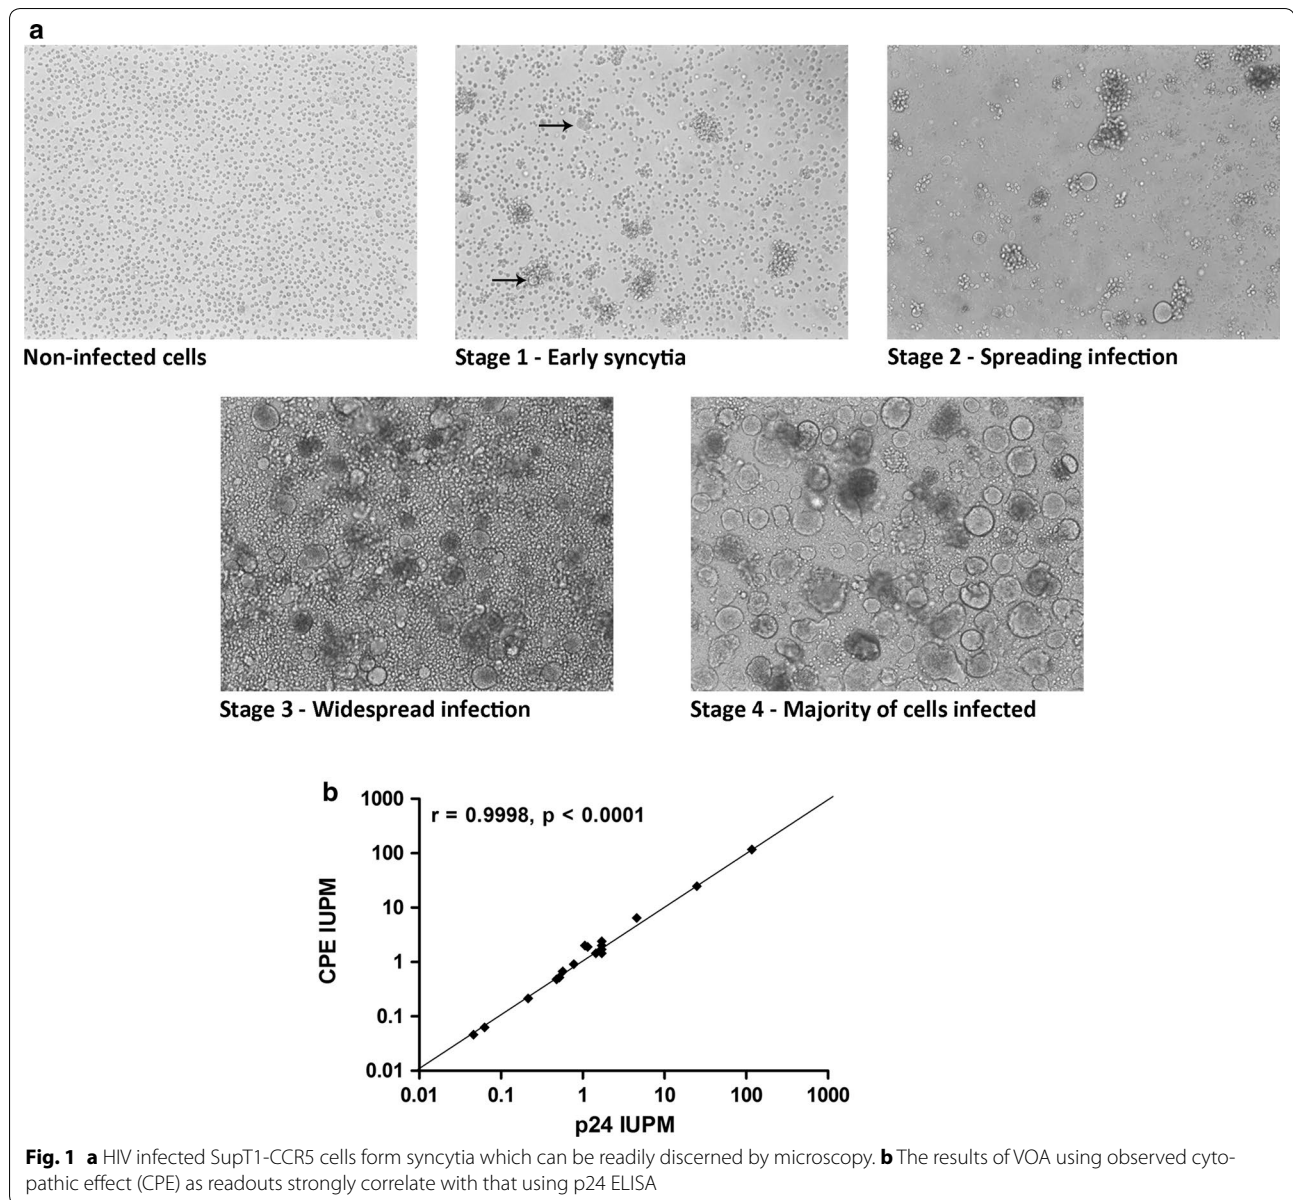 a
Non-infected cells
Stage 1 - Early syncytia
Stage 2 - Spreading infection
Stage 3 - Widespread infection
Stage 4 - Majority of cells infected
b
r = 0.9998, p < 0.0001
1000
100
10
1
0.1
0.01
CPE IUPM
0.01 0.1 1 10 100 1000
p24 IUPM
Fig. 1 a HIV infected SupT1-CCR5 cells form syncytia which can be readily discerned by microscopy. b The results of VOA using observed cyto-
pathic effect (CPE) as readouts strongly correlate with that using p24 ELISA